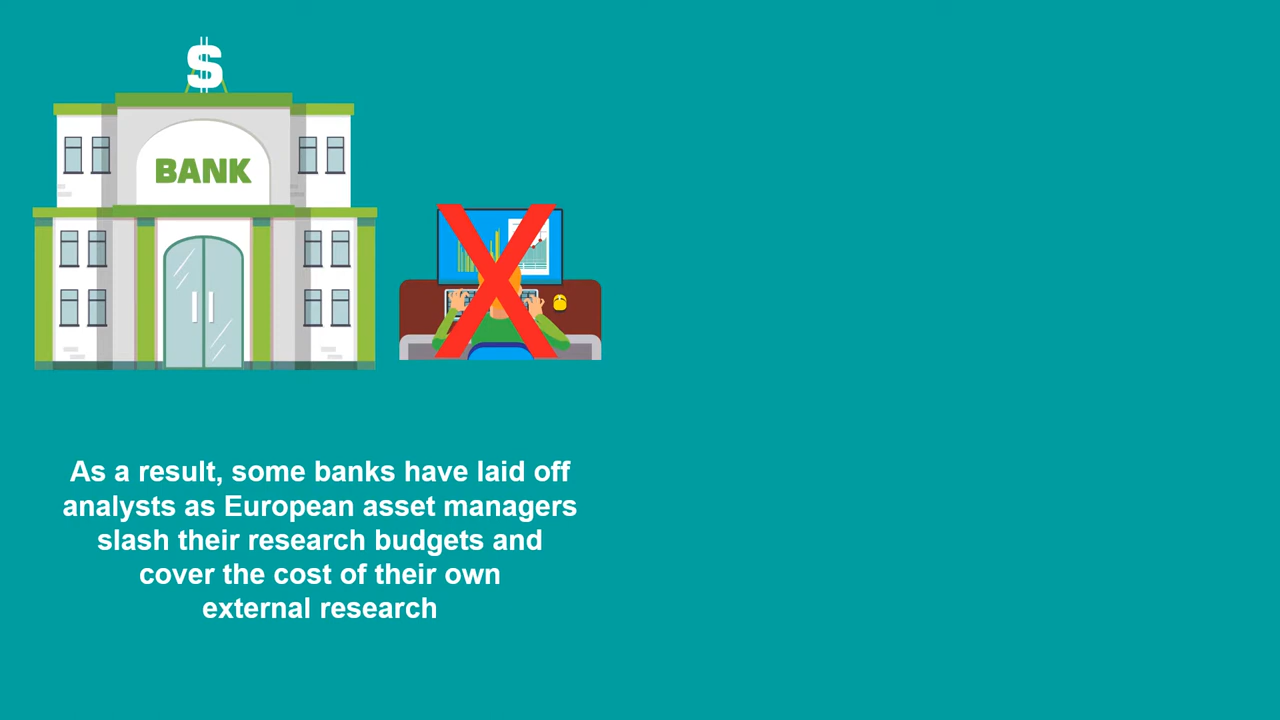 $
BANK
As a result, some banks have laid off
analysts as European asset managers
slash their research budgets and
cover the cost of their own
external research